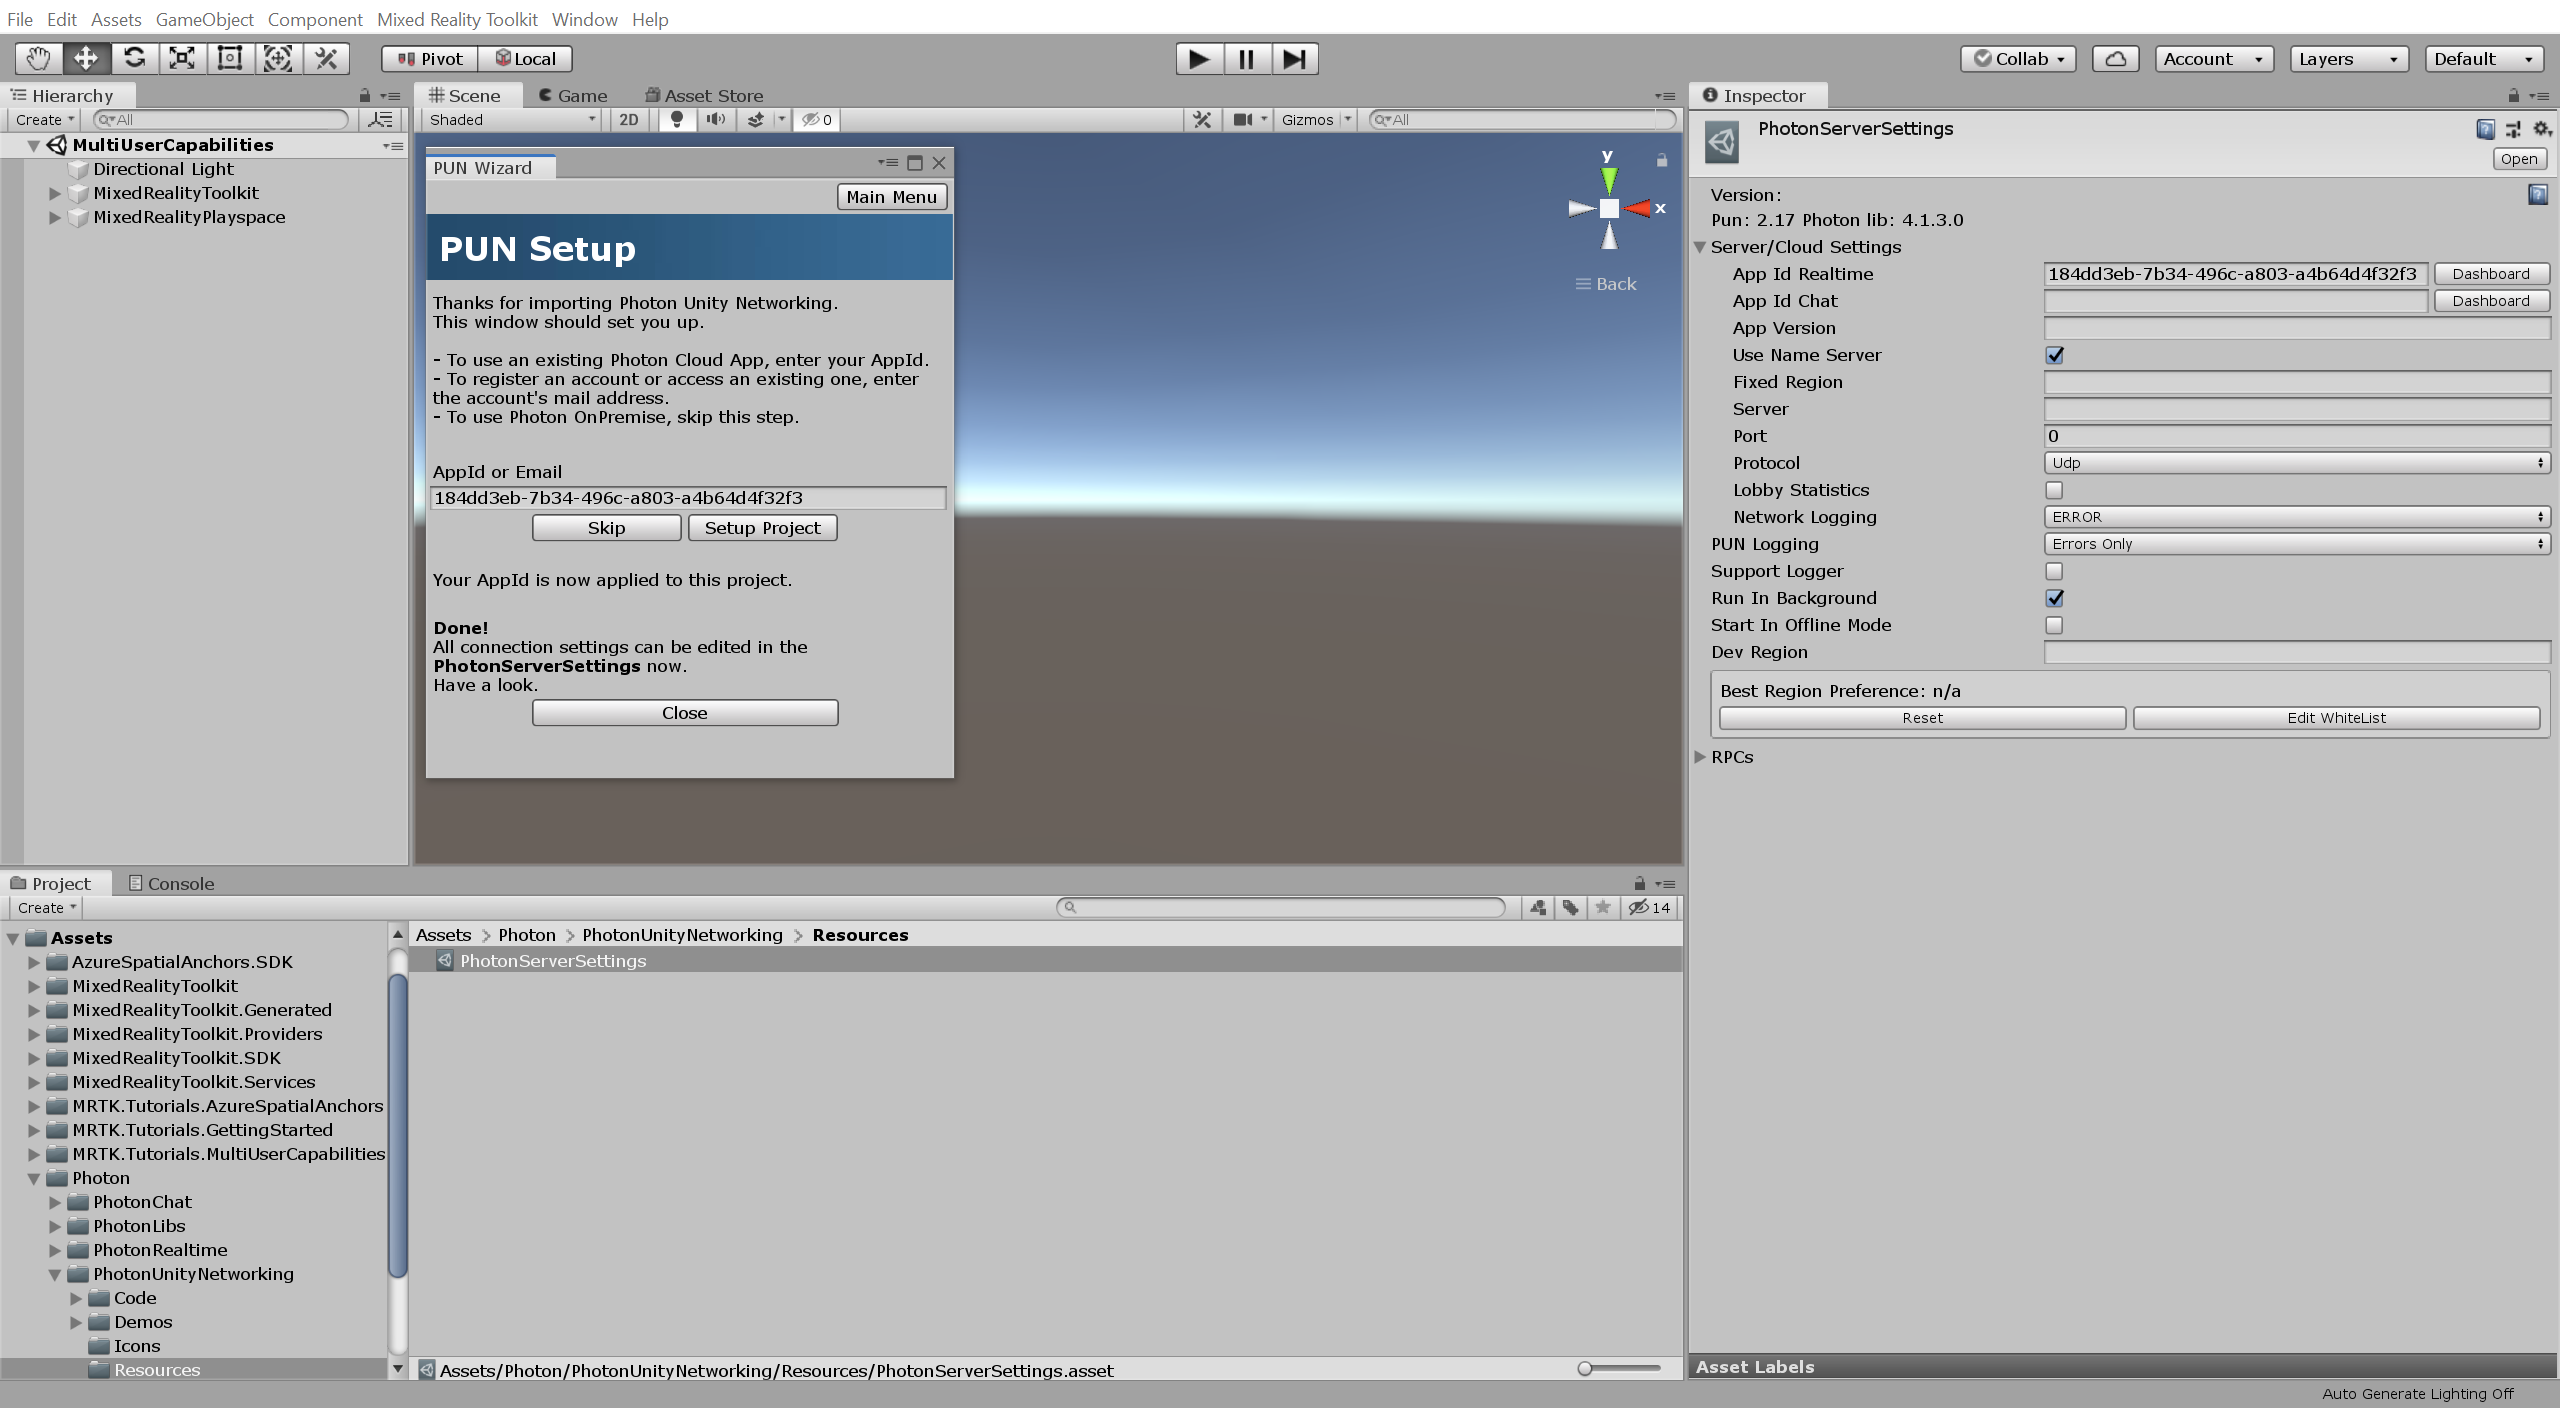 File Edit Assets GameObject Component Mixed Reality Toolkit Window Help
Pivot Local Collab Account Layers Default
Hierarchy
Create All
MultiUserCapabilities
Directional Light
MixedRealityToolkit
MixedRealityPlayspace
Scene Game Asset Store
Shaded 2D 0 Gizmos All
y
x
Back
PUN Wizard
Main Menu
PUN Setup
Thanks for importing Photon Unity Networking.
This window should set you up.
- To use an existing Photon Cloud App, enter your AppId.
- To register an account or access an existing one, enter
the account's mail address.
- To use Photon OnPremise, skip this step.
AppId or Email
184dd3eb-7b34-496c-a803-a4b64d4f32f3
Skip Setup Project
Your AppId is now applied to this project.
Done!
All connection settings can be edited in the
PhotonServerSettings now.
Have a look.
Close
Inspector
PhotonServerSettings
Open
Version:
Pun: 2.17 Photon lib: 4.1.3.0
Server/Cloud Settings
App Id Realtime 184dd3eb-7b34-496c-a803-a4b64d4f32f3 Dashboard
App Id Chat Dashboard
App Version
Use Name Server
Fixed Region
Server
Port 0
Protocol Udp
Lobby Statistics
Network Logging ERROR
PUN Logging Errors Only
Support Logger
Run In Background
Start In Offline Mode
Dev Region
Best Region Preference: n/a
Reset Edit WhiteList
RPCs
Asset Labels
Project Console
Create 14
Assets
AzureSpatialAnchors.SDK
MixedRealityToolkit
MixedRealityToolkit.Generated
MixedRealityToolkit.Providers
MixedRealityToolkit.SDK
MixedRealityToolkit.Services
MRTK.Tutorials.AzureSpatialAnchors
MRTK.Tutorials.GettingStarted
MRTK.Tutorials.MultiUserCapabilities
Photon
PhotonChat
PhotonLibs
PhotonRealtime
PhotonUnityNetworking
Code
Demos
Icons
Resources
Assets > Photon > PhotonUnityNetworking > Resources
PhotonServerSettings
Assets/Photon/PhotonUnityNetworking/Resources/PhotonServerSettings.asset
Auto Generate Lighting Off